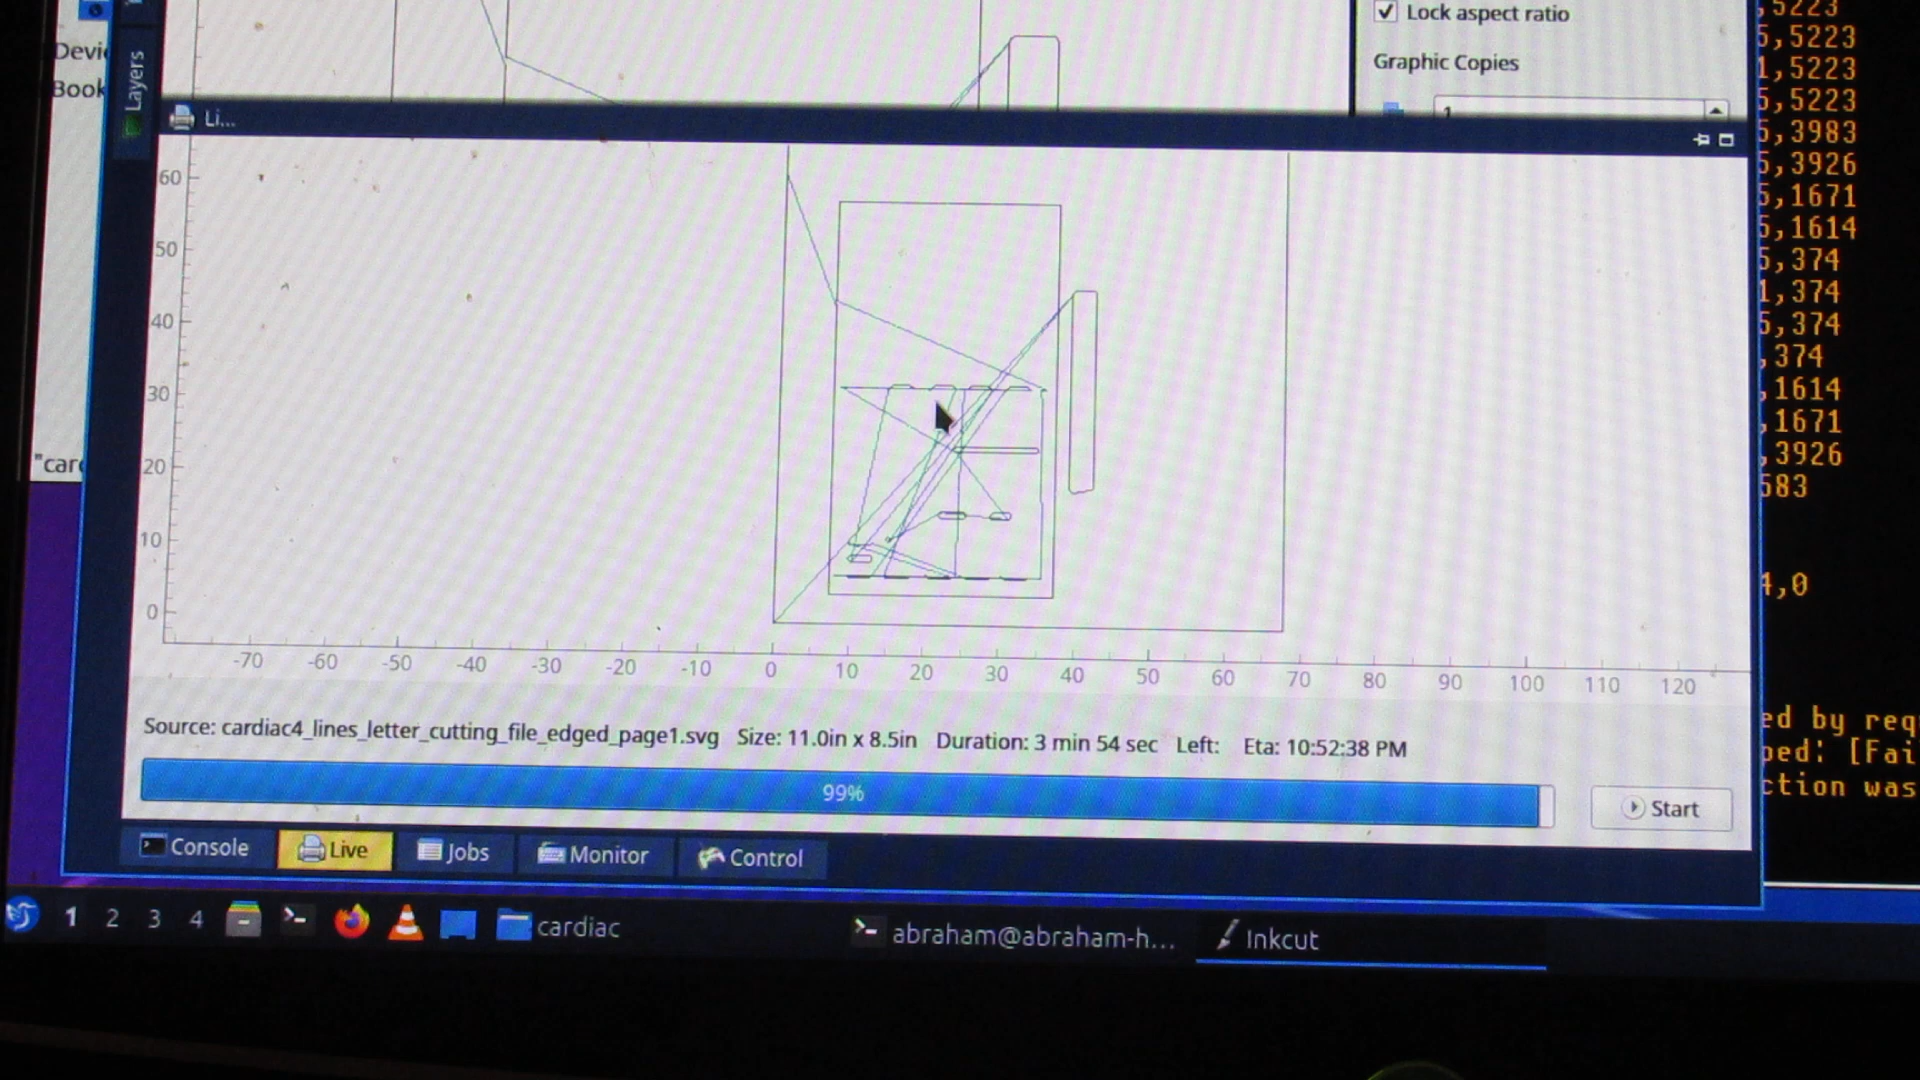 Devi
Book
"card
Layers
Lock aspect ratio
Graphic Copies
1
Li...
60
50
40
30
20
10
0
-70 -60 -50 -40 -30 -20 -10 0 10 20 30 40 50 60 70 80 90 100 110 120
Source: cardiac4_lines_letter_cutting_file_edged_page1.svg Size: 11.0in x 8.5in Duration: 3 min 54 sec Left: Eta: 10:52:38 PM
99%
Start
Console Live Jobs Monitor Control
1 2 3 4 cardiac abraham@abraham-h... Inkcut
,5223
5,5223
1,5223
5,5223
5,3983
5,3926
5,1671
5,1614
5,374
1,374
5,374
,374
,1614
,1671
,3926
583
4,0
ed by req
ped: [Fai
ction was